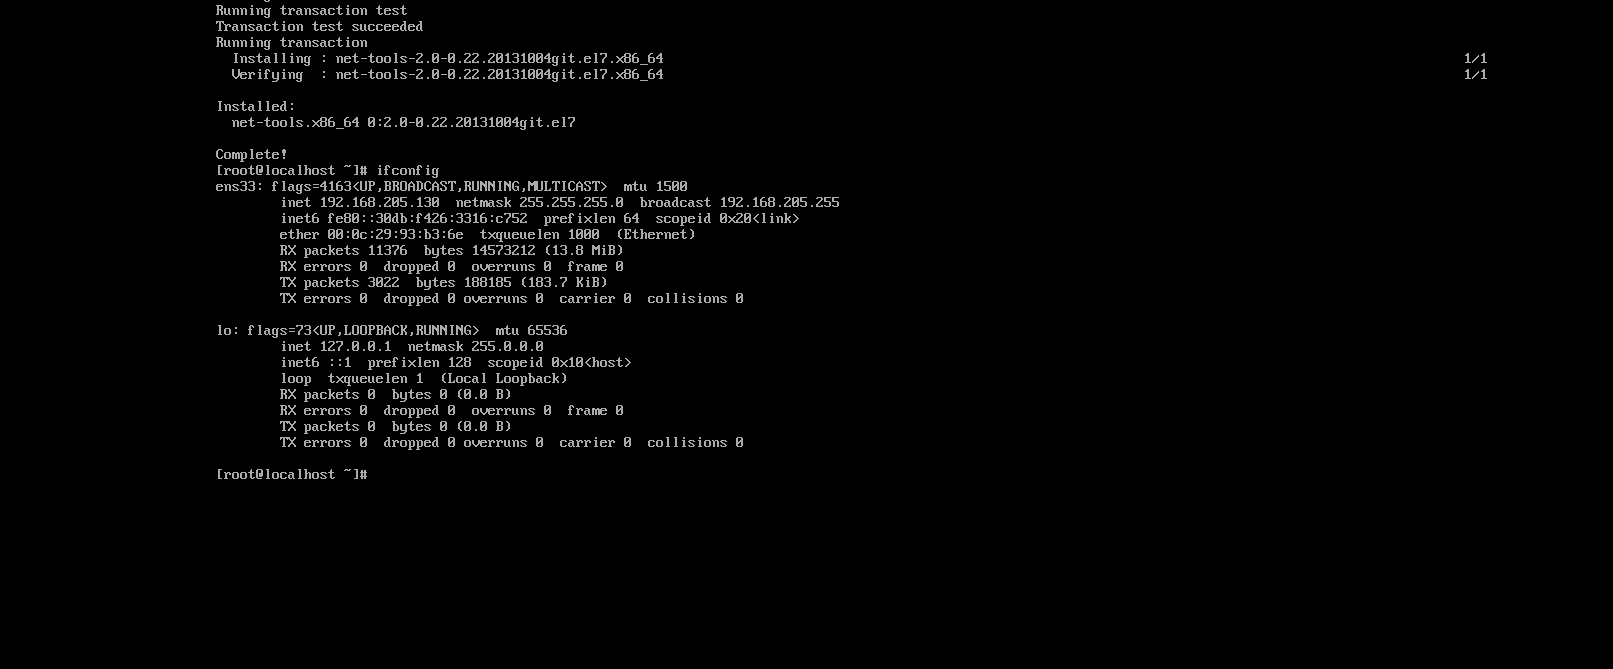 Running transaction test
Transaction test succeeded
Running transaction
  Installing : net-tools-2.0-0.22.20131004git.el7.x86_64 1/1
  Verifying  : net-tools-2.0-0.22.20131004git.el7.x86_64 1/1
Installed:
  net-tools.x86_64 0:2.0-0.22.20131004git.el7
Complete!
[root@localhost ~]# ifconfig
ens33: flags=4163<UP,BROADCAST,RUNNING,MULTICAST>  mtu 1500
        inet 192.168.205.130  netmask 255.255.255.0  broadcast 192.168.205.255
        inet6 fe80::30db:f426:3316:c752  prefixlen 64  scopeid 0x20<link>
        ether 00:0c:29:93:b3:6e  txqueuelen 1000  (Ethernet)
        RX packets 11376  bytes 14573212 (13.8 MiB)
        RX errors 0  dropped 0  overruns 0  frame 0
        TX packets 3022  bytes 188185 (183.7 KiB)
        TX errors 0  dropped 0 overruns 0  carrier 0  collisions 0
lo: flags=73<UP,LOOPBACK,RUNNING>  mtu 65536
        inet 127.0.0.1  netmask 255.0.0.0
        inet6 ::1  prefixlen 128  scopeid 0x10<host>
        loop  txqueuelen 1  (Local Loopback)
        RX packets 0  bytes 0 (0.0 B)
        RX errors 0  dropped 0  overruns 0  frame 0
        TX packets 0  bytes 0 (0.0 B)
        TX errors 0  dropped 0 overruns 0  carrier 0  collisions 0
[root@localhost ~]#